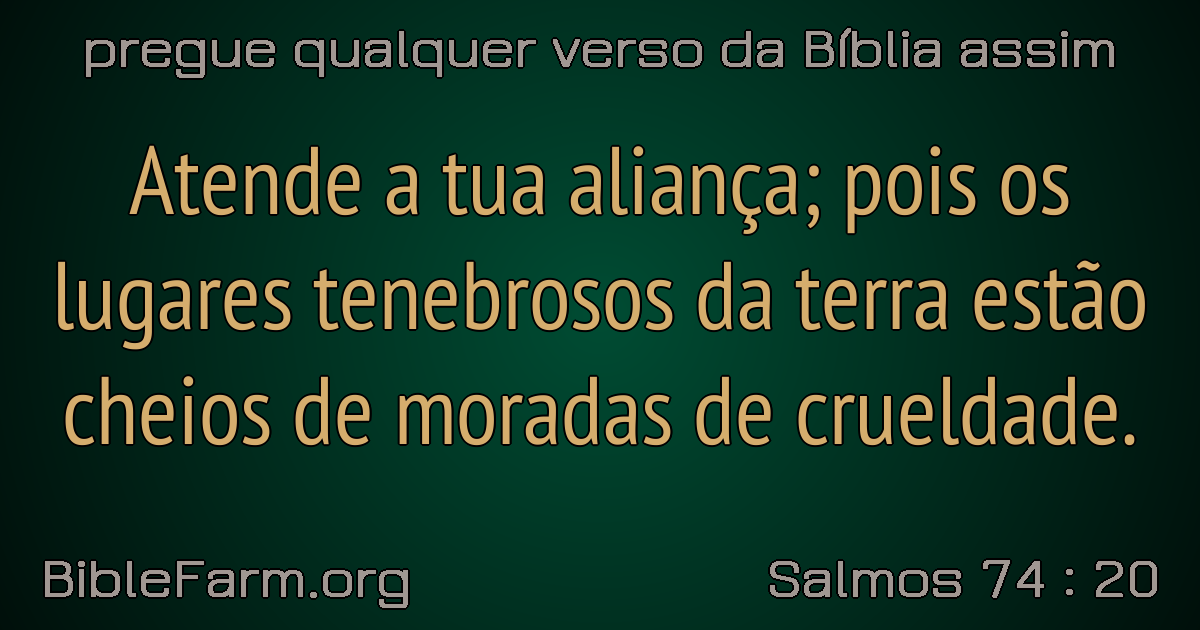 pregue qualquer verso da Bíblia assim
Atende a tua aliança; pois os
lugares tenebrosos da terra estão
cheios de moradas de crueldade.
BibleFarm.org
Salmos 74 : 20